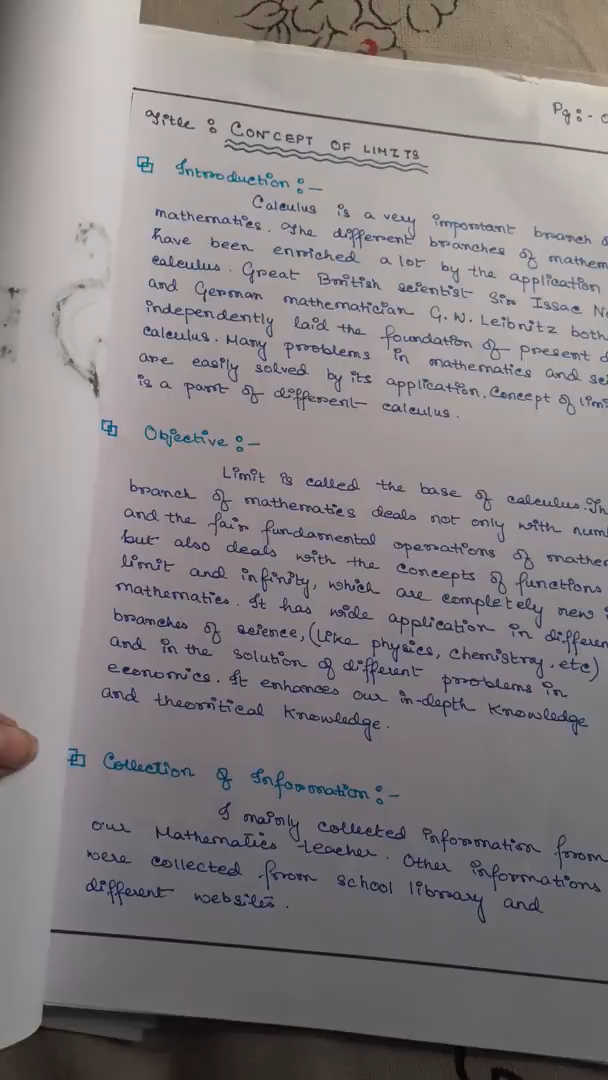 Pg:-
Title : CONCEPT OF LIMITS
Introduction :-
Calculus is a very important branch
mathematics. The different branches of mathem
have been enriched a lot by the application
calculus. Great British scientist Sir Issac Ne
and German mathematician G.W. Leibnitz both
independently laid the foundation of present d
calculus. Many problems in mathematics and sci
are easily solved by its application. Concept of limi
is a part of different calculus.
Objective :-
Limit is called the base of calculus. Th
branch of mathematics deals not only with num
and the fair fundamental operations of mathem
but also deals with the concepts of functions
limit and infinity, which are completely new i
mathematics. It has wide application in differen
branches of science, (Like physics, chemistry, etc)
and in the solution of different problems in
economics. It enhances our in-depth knowledge
and theoritical knowledge.
Collection of Information :-
I mainly collected information from
our Mathematics teacher. Other informations
were collected from school library and
different websites.